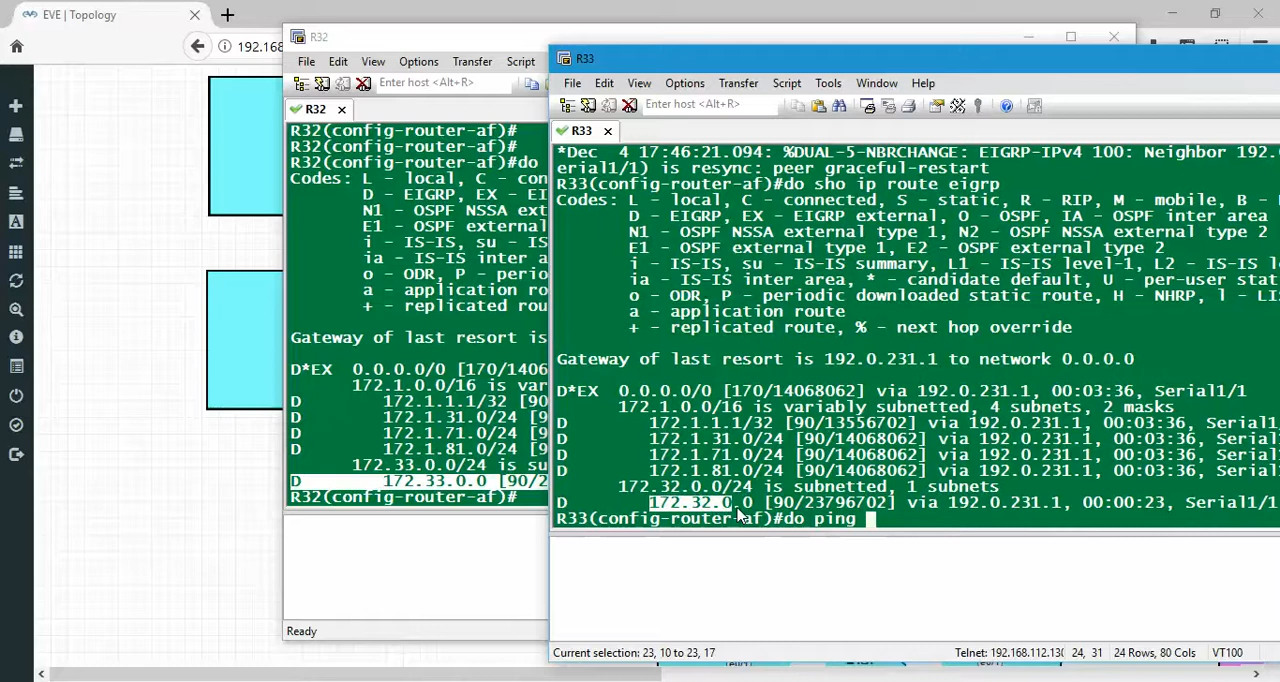 EVE | Topology
192.168
R32
File Edit View Options Transfer Script
Enter host <Alt+R>
R32
R32(config-router-af)#
R32(config-router-af)#
R32(config-router-af)#do
Codes: L - local, C - con
D - EIGRP, EX - EI
N1 - OSPF NSSA ext
E1 - OSPF external
i - IS-IS, su - IS
ia - IS-IS inter a
o - ODR, P - perio
a - application ro
+ - replicated rou
Gateway of last resort is
D*EX 0.0.0.0/0 [170/1406
172.1.0.0/16 is var
D 172.1.1.1/32 [90
D 172.1.31.0/24 [9
D 172.1.71.0/24 [9
D 172.1.81.0/24 [9
172.33.0.0/24 is su
D 172.33.0.0 [90/2
R32(config-router-af)#
Ready
R33
File Edit View Options Transfer Script Tools Window Help
Enter host <Alt+R>
R33
*Dec 4 17:46:21.094: %DUAL-5-NBRCHANGE: EIGRP-IPv4 100: Neighbor 192.
erial1/1) is resync: peer graceful-restart
R33(config-router-af)#do sho ip route eigrp
Codes: L - local, C - connected, S - static, R - RIP, M - mobile, B -
D - EIGRP, EX - EIGRP external, O - OSPF, IA - OSPF inter area
N1 - OSPF NSSA external type 1, N2 - OSPF NSSA external type 2
E1 - OSPF external type 1, E2 - OSPF external type 2
i - IS-IS, su - IS-IS summary, L1 - IS-IS level-1, L2 - IS-IS l
ia - IS-IS inter area, * - candidate default, U - per-user stat
o - ODR, P - periodic downloaded static route, H - NHRP, l - LI
a - application route
+ - replicated route, % - next hop override
Gateway of last resort is 192.0.231.1 to network 0.0.0.0
D*EX 0.0.0.0/0 [170/14068062] via 192.0.231.1, 00:03:36, Serial1/1
172.1.0.0/16 is variably subnetted, 4 subnets, 2 masks
D 172.1.1.1/32 [90/13556702] via 192.0.231.1, 00:03:36, Serial1
D 172.1.31.0/24 [90/14068062] via 192.0.231.1, 00:03:36, Serial
D 172.1.71.0/24 [90/14068062] via 192.0.231.1, 00:03:36, Serial
D 172.1.81.0/24 [90/14068062] via 192.0.231.1, 00:03:36, Serial
172.32.0.0/24 is subnetted, 1 subnets
D 172.32.0.0 [90/23796702] via 192.0.231.1, 00:00:23, Serial1/1
R33(config-router-af)#do ping
Current selection: 23, 10 to 23, 17 Telnet: 192.168.112.130 24, 31 24 Rows, 80 Cols VT100